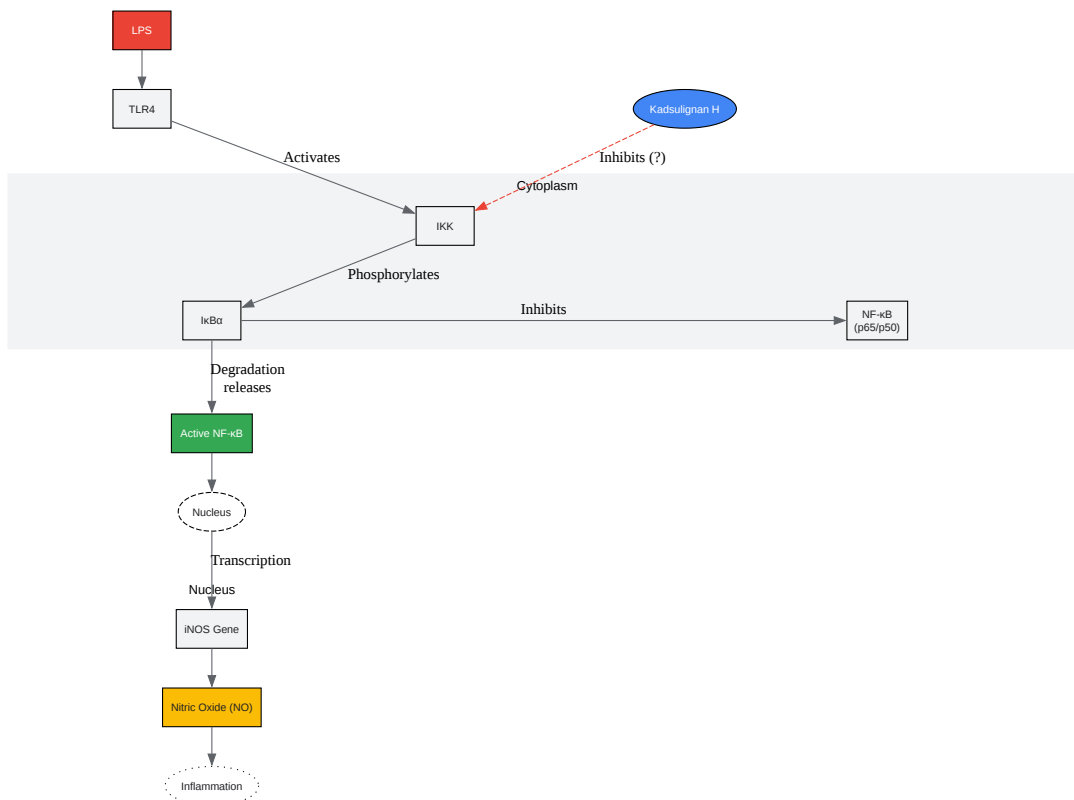 LPS
TLR4
Kadsulignan H
Activates
Inhibits (?)
Cytoplasm
IKK
Phosphorylates
IκBα
Inhibits
NF-κB
(p65/p50)
Degradation
releases
Active NF-κB
Nucleus
Transcription
Nucleus
iNOS Gene
Nitric Oxide (NO)
Inflammation